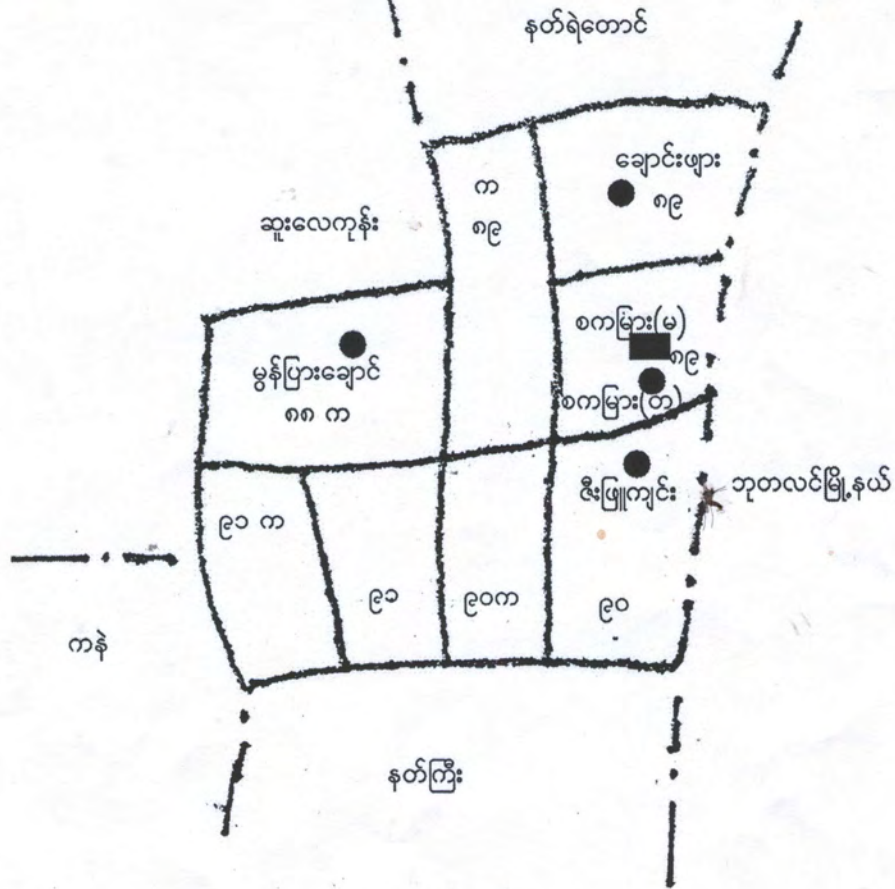 နတ်ရဲတောင်
ချောင်းဖျား
၈၉
က
၈၉
ဆူးလေကုန်း
စကမြား(မ)
၈၉
မွန်ပြားချောင်
၈၈ က
စကမြား(တ)
ဇီးဖြူကျင်း
ဘုတလင်မြို့နယ်
၉၁ က
၉၁
၉၀က
၉၀
ကနဲ
နတ်ကြီး